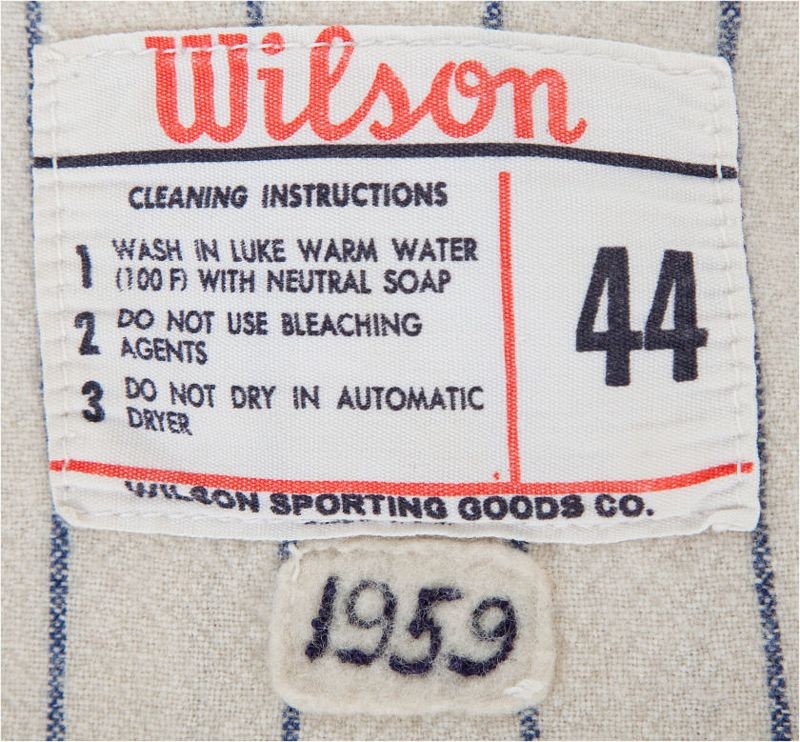 Wilson
CLEANING INSTRUCTIONS
1 WASH IN LUKE WARM WATER
(100 F) WITH NEUTRAL SOAP
2 DO NOT USE BLEACHING
AGENTS
3 DO NOT DRY IN AUTOMATIC
DRYER
44
WILSON SPORTING GOODS CO.
1959